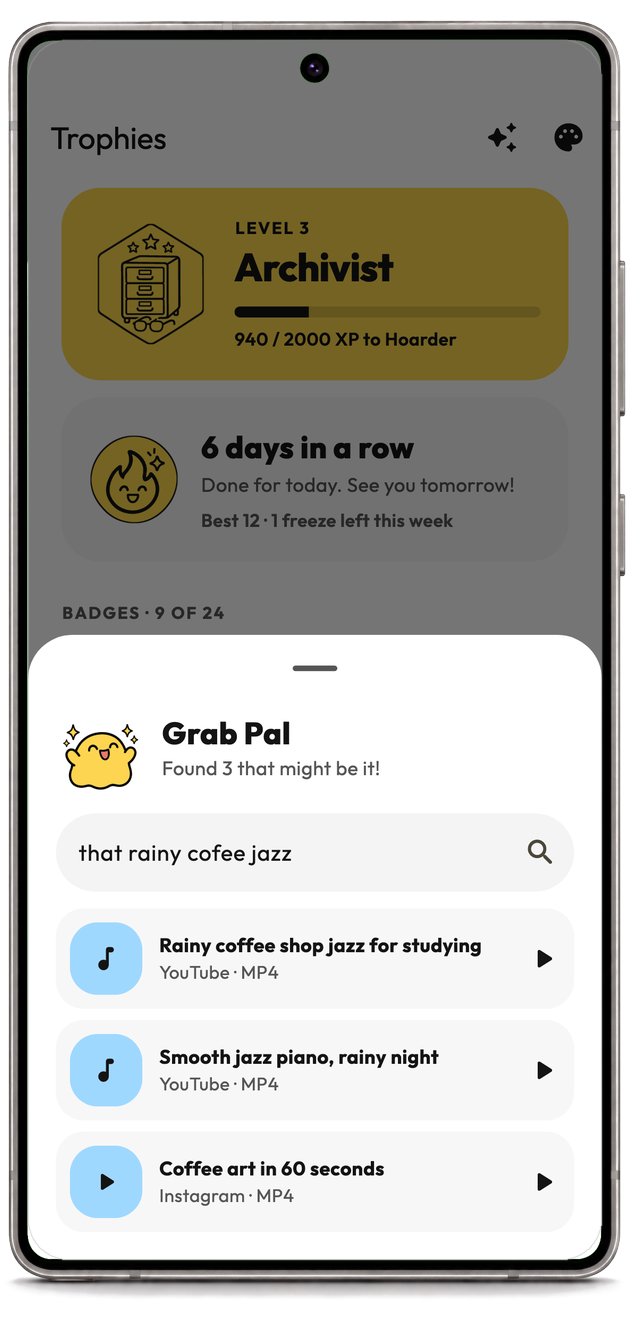 Trophies
LEVEL 3
Archivist
940 / 2000 XP to Hoarder
6 days in a row
Done for today. See you tomorrow!
Best 12 · 1 freeze left this week
BADGES · 9 OF 24
Grab Pal
Found 3 that might be it!
that rainy cofee jazz
Rainy coffee shop jazz for studying
YouTube · MP4
Smooth jazz piano, rainy night
YouTube · MP4
Coffee art in 60 seconds
Instagram · MP4